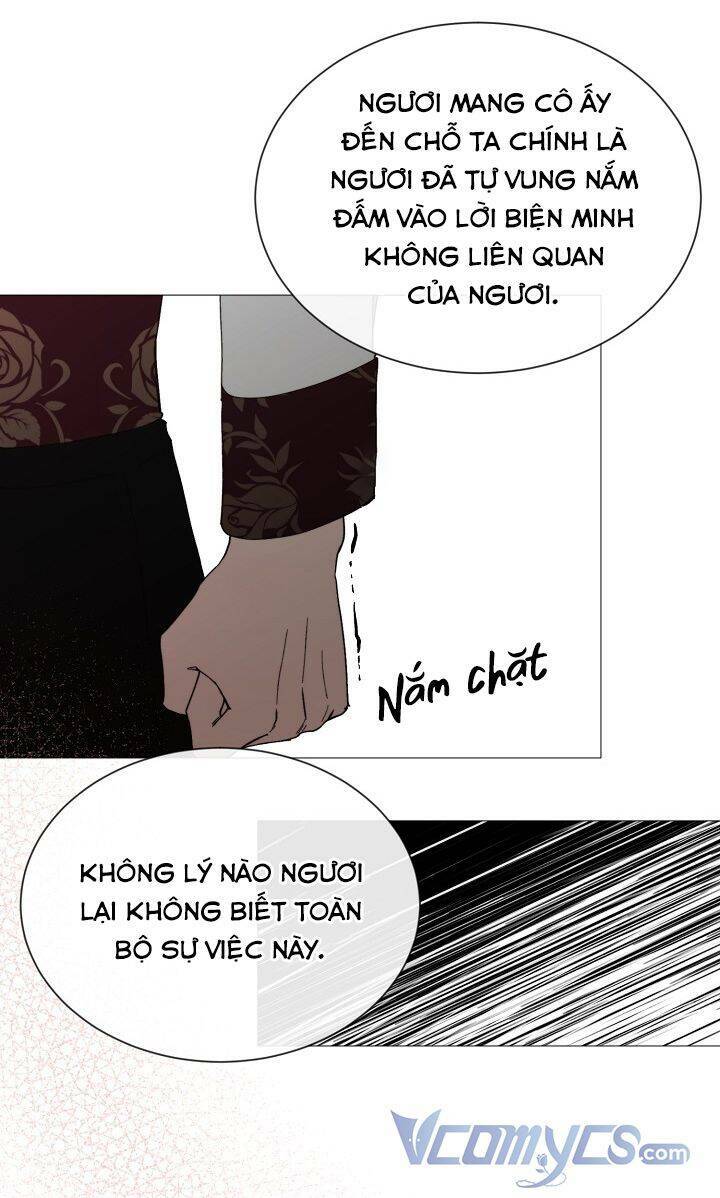 NGƯƠI MANG CÔ ẤY
ĐẾN CHỖ TA CHÍNH LÀ
NGƯƠI ĐÃ TỰ VUNG NẮM
ĐẤM VÀO LỜI BIỆN MINH
KHÔNG LIÊN QUAN
CỦA NGƯƠI.
Nắm chặt
KHÔNG LÝ NÀO NGƯƠI
LẠI KHÔNG BIẾT TOÀN
BỘ SỰ VIỆC NÀY.
VCOMYCS.com